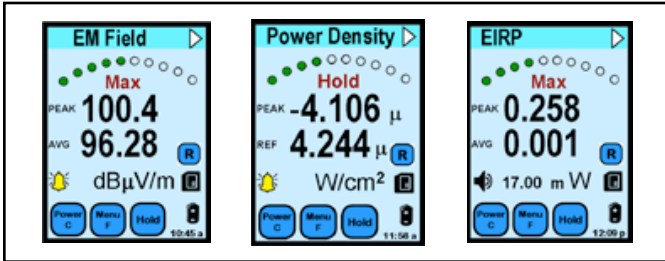 EM Field
Max
PEAK 100.4
AVG 96.28
R
dBµV/m
Power C Menu F Hold
10:45 a
Power Density
Hold
PEAK -4.106 µ
REF 4.244 µ R
W/cm²
Power C Menu F Hold
11:56 a
EIRP
Max
PEAK 0.258
AVG 0.001
R
17.00 m W
Power C Menu F Hold
12:09 p